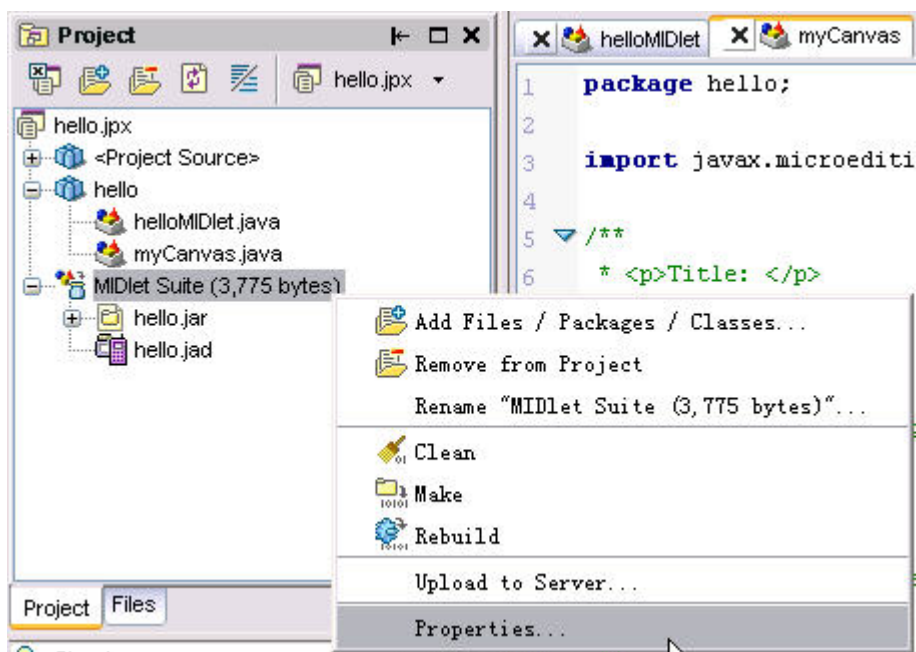 Project
hello.jpx
hello.jpx
<Project Source>
hello
helloMIDlet.java
myCanvas.java
MIDlet Suite (3,775 bytes)
hello.jar
hello.jad
Project Files
helloMIDlet myCanvas
1 package hello;
2
3 import javax.microediti
4
5 /**
6 * <p>Title: </p>
Add Files / Packages / Classes...
Remove from Project
Rename "MIDlet Suite (3,775 bytes)"...
Clean
Make
Rebuild
Upload to Server...
Properties...